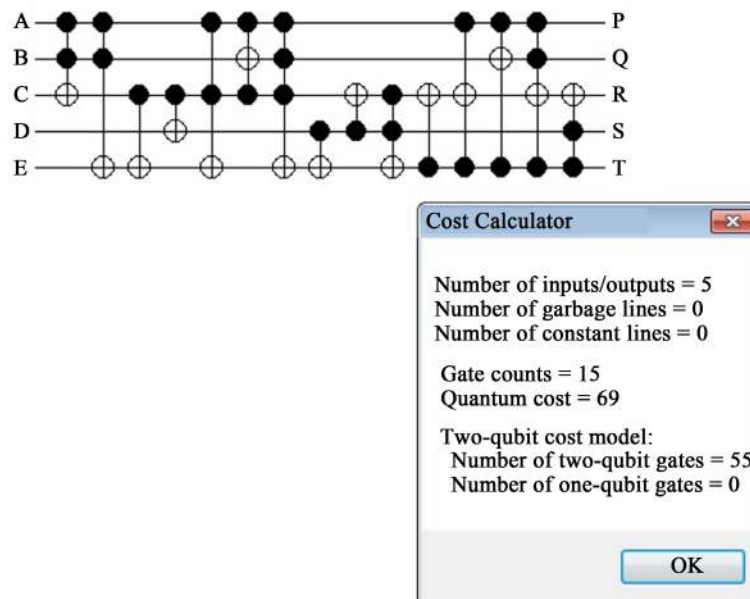 A P
B Q
C R
D S
E T
Cost Calculator
Number of inputs/outputs = 5
Number of garbage lines = 0
Number of constant lines = 0
Gate counts = 15
Quantum cost = 69
Two-qubit cost model:
Number of two-qubit gates = 55
Number of one-qubit gates = 0
OK